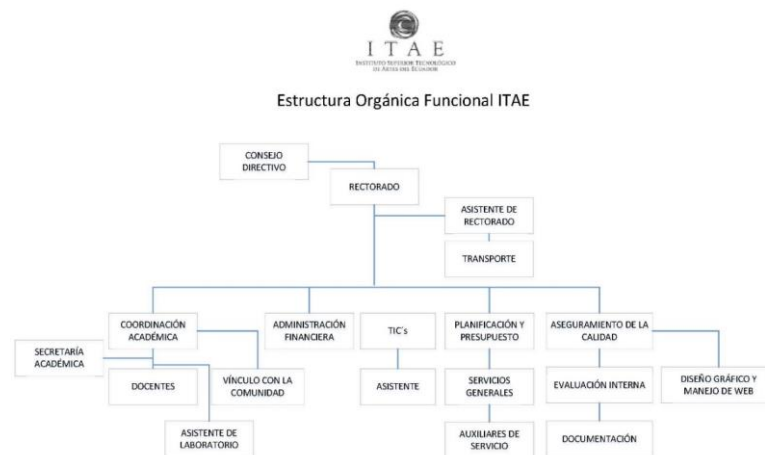 ITAE
INSTITUTO SUPERIOR TECNOLÓGICO
DE ARTES DEL ECUADOR
Estructura Orgánica Funcional ITAE
CONSEJO
DIRECTIVO
RECTORADO
ASISTENTE DE
RECTORADO
TRANSPORTE
COORDINACIÓN
ACADÉMICA
ADMINISTRACIÓN
FINANCIERA
TIC´s
PLANIFICACIÓN Y
PRESUPUESTO
ASEGURAMIENTO DE LA
CALIDAD
SECRETARÍA
ACADÉMICA
DOCENTES
VÍNCULO CON LA
COMUNIDAD
ASISTENTE
SERVICIOS
GENERALES
EVALUACIÓN INTERNA
DISEÑO GRÁFICO Y
MANEJO DE WEB
ASISTENTE DE
LABORATORIO
AUXILIARES DE
SERVICIO
DOCUMENTACIÓN